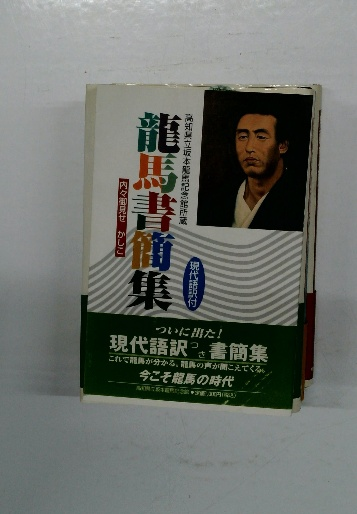 高知県立坂本龍馬記念館所蔵
龍馬書簡集
内々御見せ かしこ
現代語訳付
ついに出た！
現代語訳つき書簡集
これで龍馬が分かる。龍馬の声が聞こえてくる。
今こそ龍馬の時代